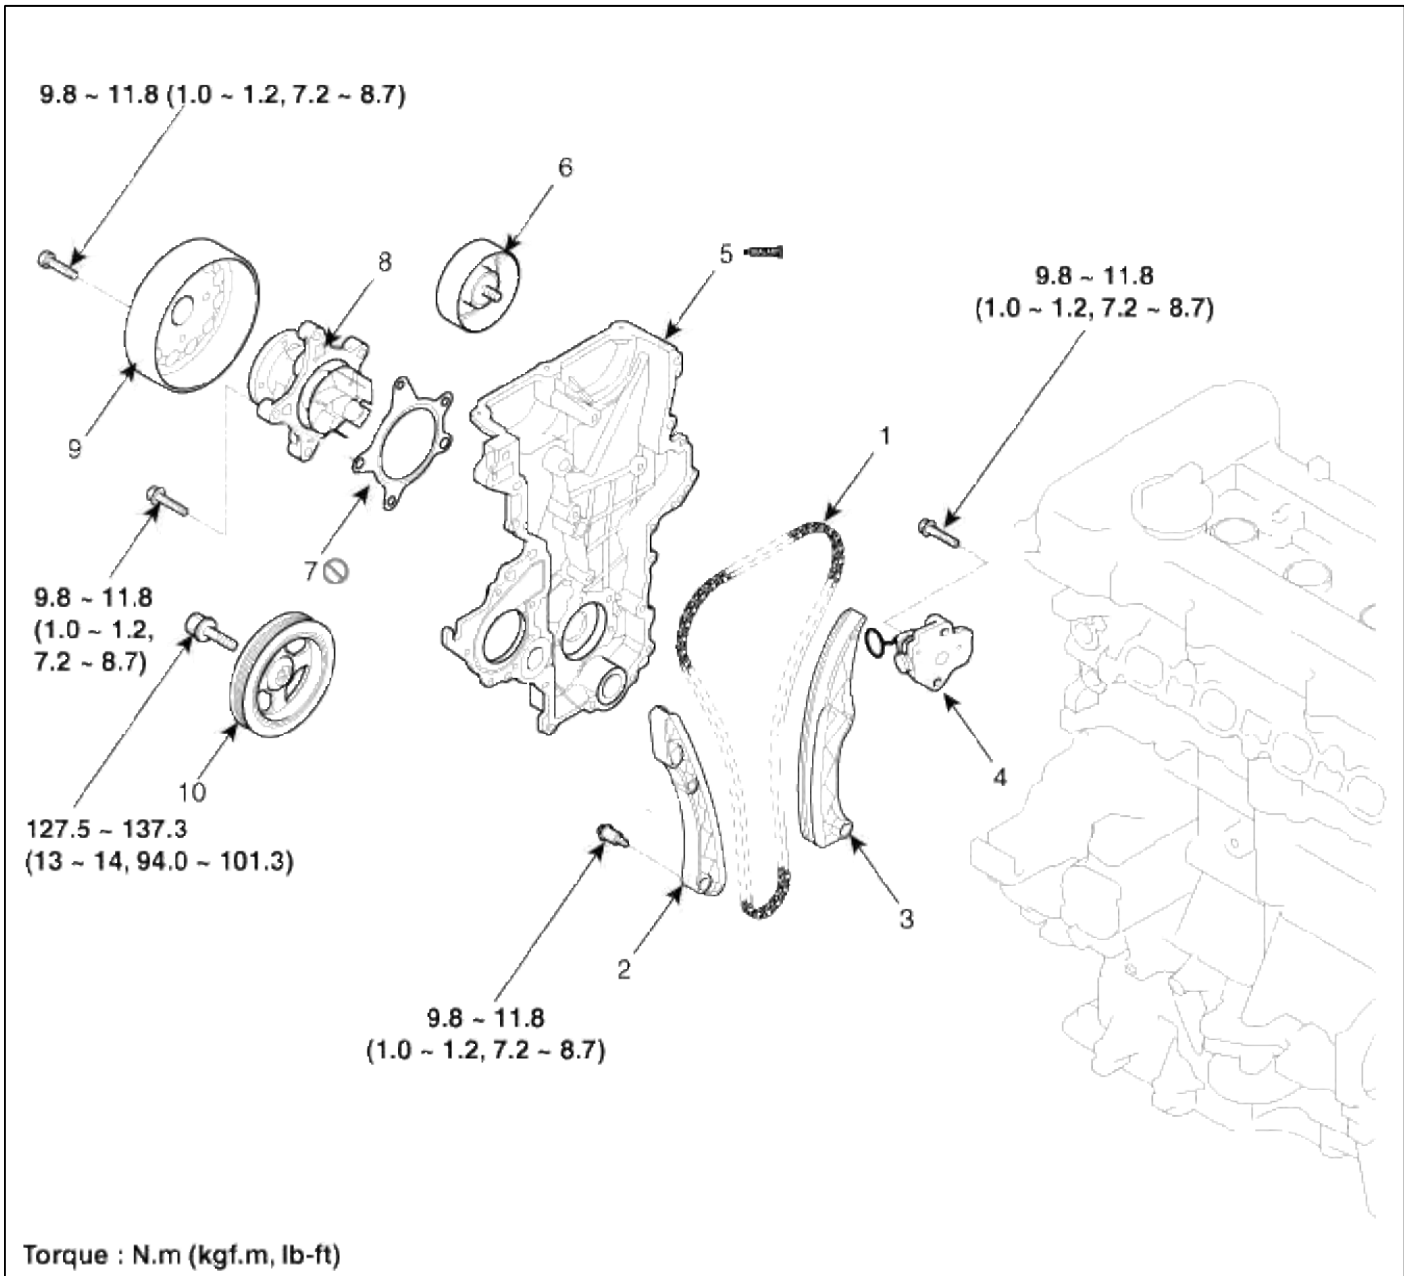 9.8 ~ 11.8 (1.0 ~ 1.2, 7.2 ~ 8.7)
6
8
5
9.8 ~ 11.8
(1.0 ~ 1.2, 7.2 ~ 8.7)
9
1
7
9.8 ~ 11.8
(1.0 ~ 1.2,
7.2 ~ 8.7)
10
4
127.5 ~ 137.3
(13 ~ 14, 94.0 ~ 101.3)
3
2
9.8 ~ 11.8
(1.0 ~ 1.2, 7.2 ~ 8.7)
Torque : N.m (kgf.m, lb-ft)